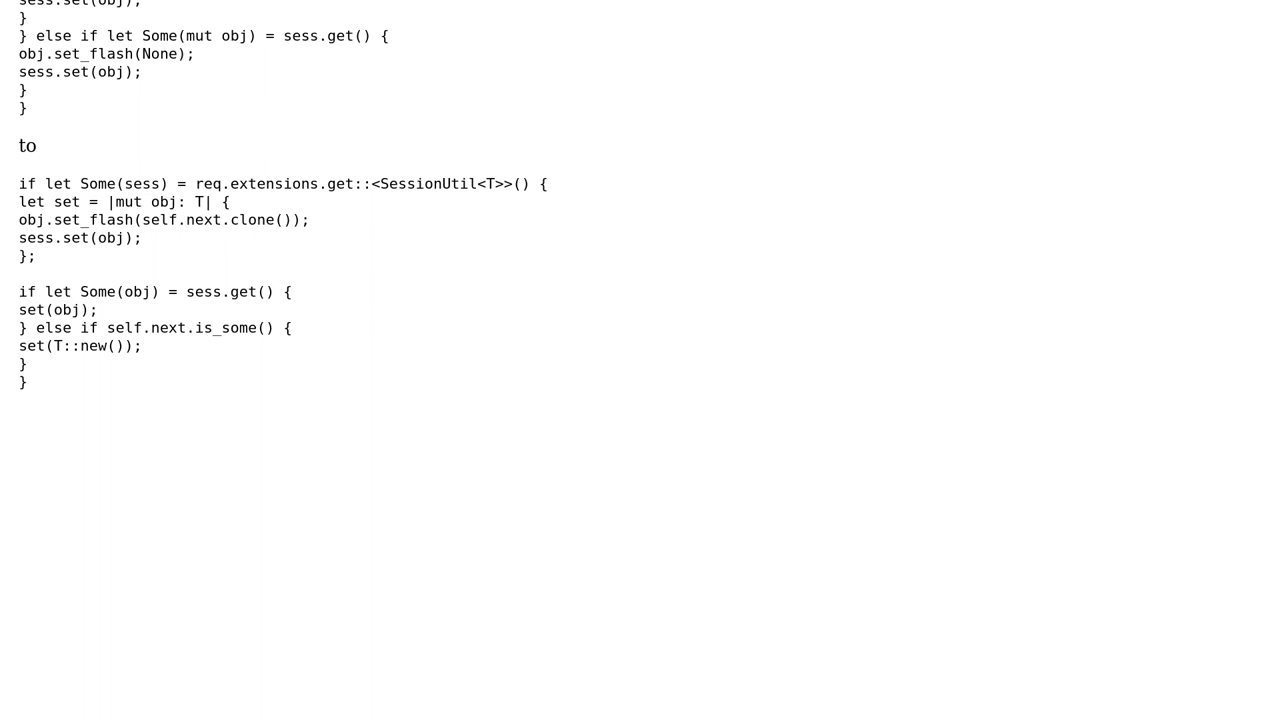 sess.set(obj);
}
} else if let Some(mut obj) = sess.get() {
obj.set_flash(None);
sess.set(obj);
}
}
to
if let Some(sess) = req.extensions.get::<SessionUtil<T>>() {
let set = |mut obj: T| {
obj.set_flash(self.next.clone());
sess.set(obj);
};
if let Some(obj) = sess.get() {
set(obj);
} else if self.next.is_some() {
set(T::new());
}
}